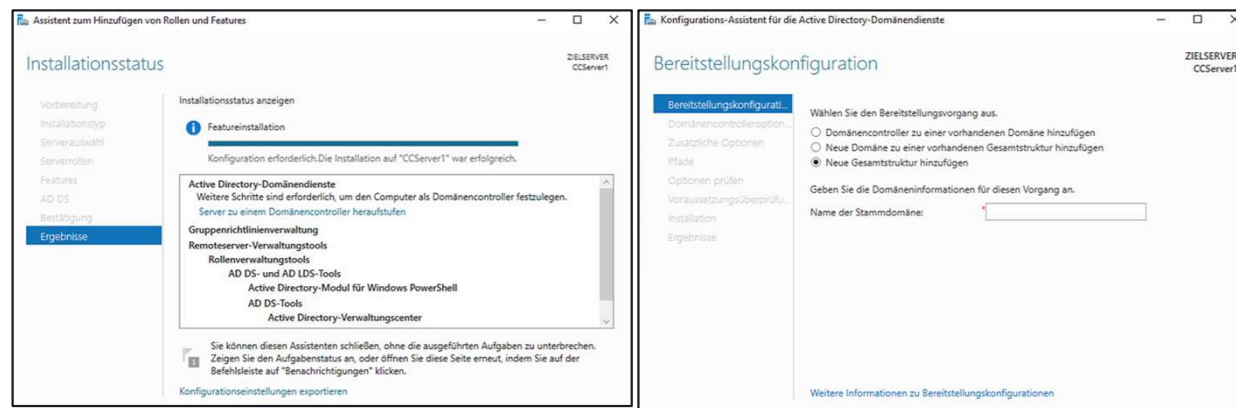 Assistent zum Hinzufügen von Rollen und Features
Installationsstatus
ZIELSERVER
CCServer1
Vorbereitung
Installationstyp
Serverauswahl
Serverrollen
Features
AD DS
Bestätigung
Ergebnisse
Installationsstatus anzeigen
Featureinstallation
Konfiguration erforderlich.Die Installation auf "CCServer1" war erfolgreich.
Active Directory-Domänendienste
Weitere Schritte sind erforderlich, um den Computer als Domänencontroller festzulegen.
Server zu einem Domänencontroller heraufstufen
Gruppenrichtlinienverwaltung
Remoteserver-Verwaltungstools
Rollenverwaltungstools
AD DS- und AD LDS-Tools
Active Directory-Modul für Windows PowerShell
AD DS-Tools
Active Directory-Verwaltungscenter
1
Sie können diesen Assistenten schließen, ohne die ausgeführten Aufgaben zu unterbrechen.
Zeigen Sie den Aufgabenstatus an, oder öffnen Sie diese Seite erneut, indem Sie auf der
Befehlsleiste auf "Benachrichtigungen" klicken.
Konfigurationseinstellungen exportieren
Konfigurations-Assistent für die Active Directory-Domänendienste
Bereitstellungskonfiguration
ZIELSERVER
CCServer1
Bereitstellungskonfigurati...
Domänencontrolleroption...
Zusätzliche Optionen
Pfade
Optionen prüfen
Voraussetzungsüberprüfu...
Installation
Ergebnisse
Wählen Sie den Bereitstellungsvorgang aus.
Domänencontroller zu einer vorhandenen Domäne hinzufügen
Neue Domäne zu einer vorhandenen Gesamtstruktur hinzufügen
Neue Gesamtstruktur hinzufügen
Geben Sie die Domäneninformationen für diesen Vorgang an.
Name der Stammdomäne: *
Weitere Informationen zu Bereitstellungskonfigurationen